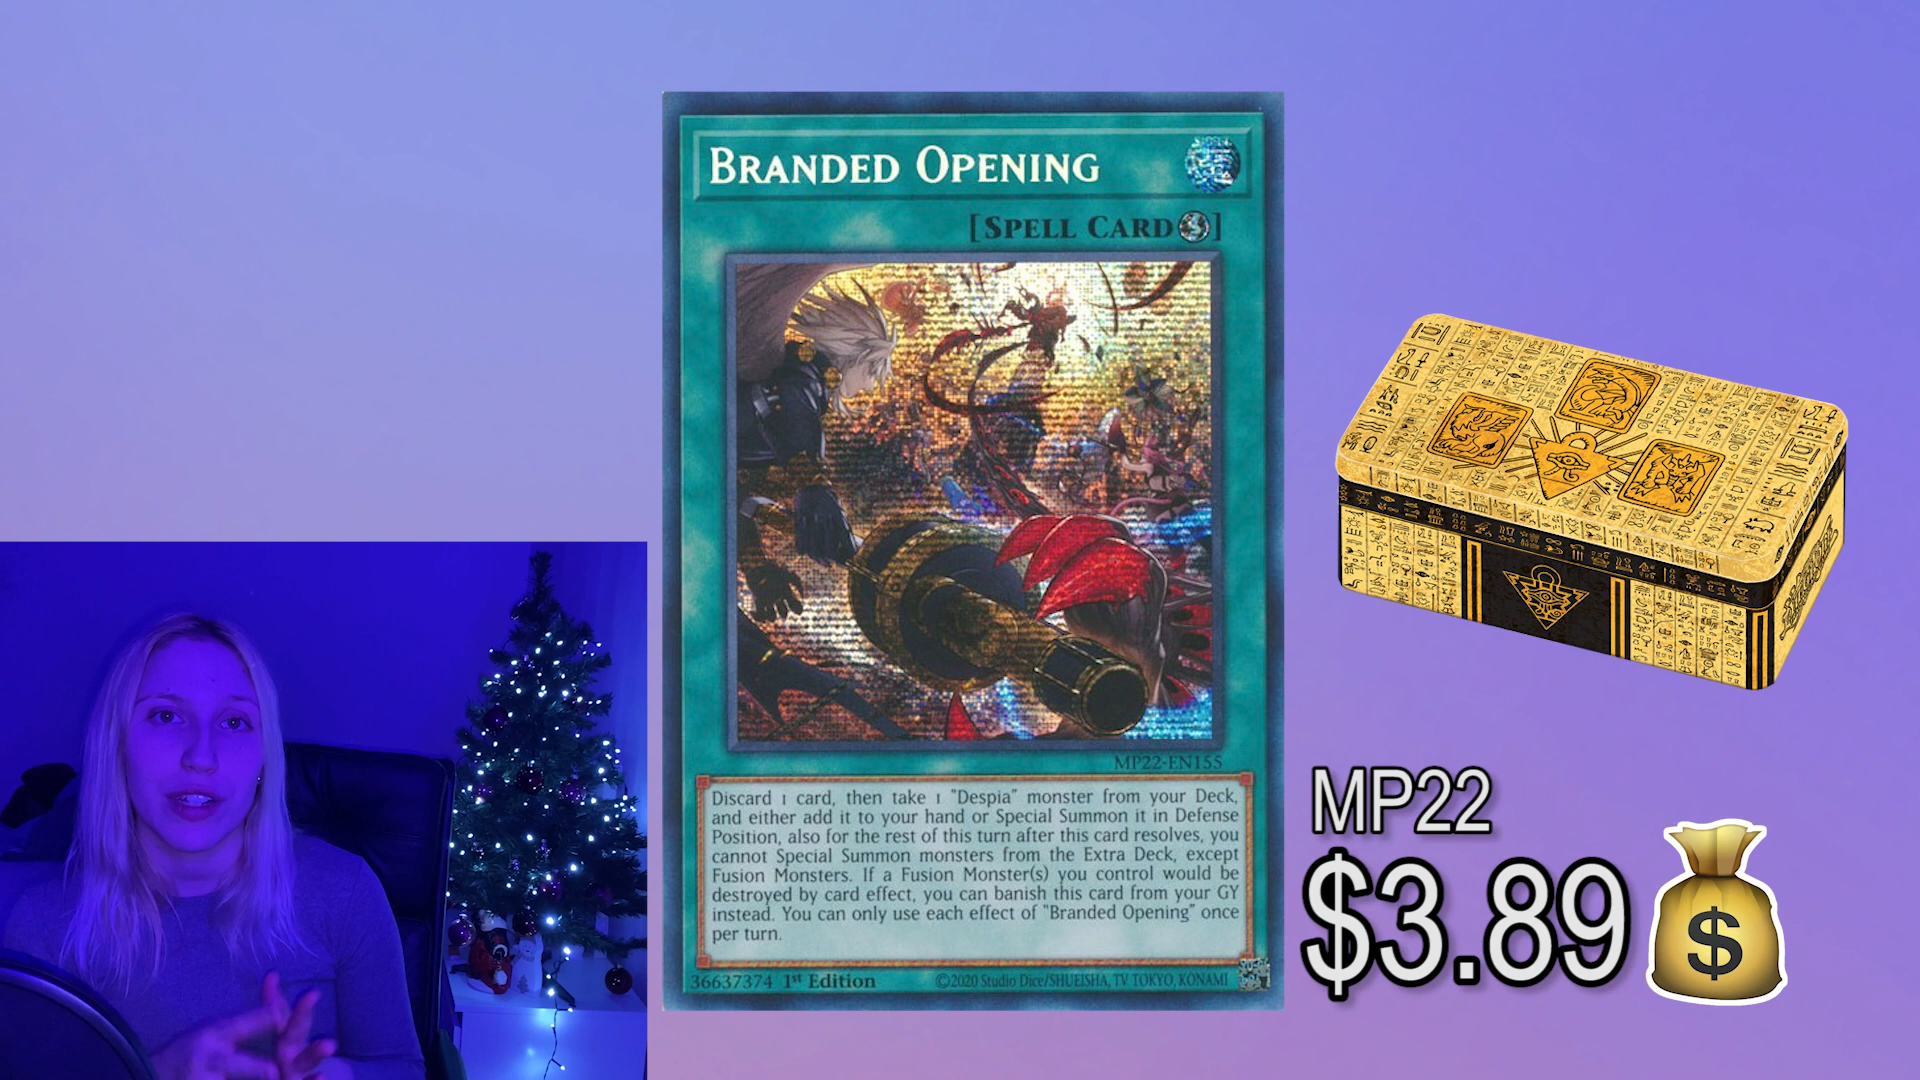 BRANDED OPENING
[SPELL CARD]
MP22-EN155
Discard 1 card, then take 1 "Despia" monster from your Deck,
and either add it to your hand or Special Summon it in Defense
Position, also for the rest of this turn after this card resolves, you
cannot Special Summon monsters from the Extra Deck, except
Fusion Monsters. If a Fusion Monster(s) you control would be
destroyed by card effect, you can banish this card from your GY
instead. You can only use each effect of "Branded Opening" once
per turn.
36637374 1st Edition ©2020 Studio Dice/SHUEISHA, TV TOKYO, KONAMI
MP22
$3.89
$